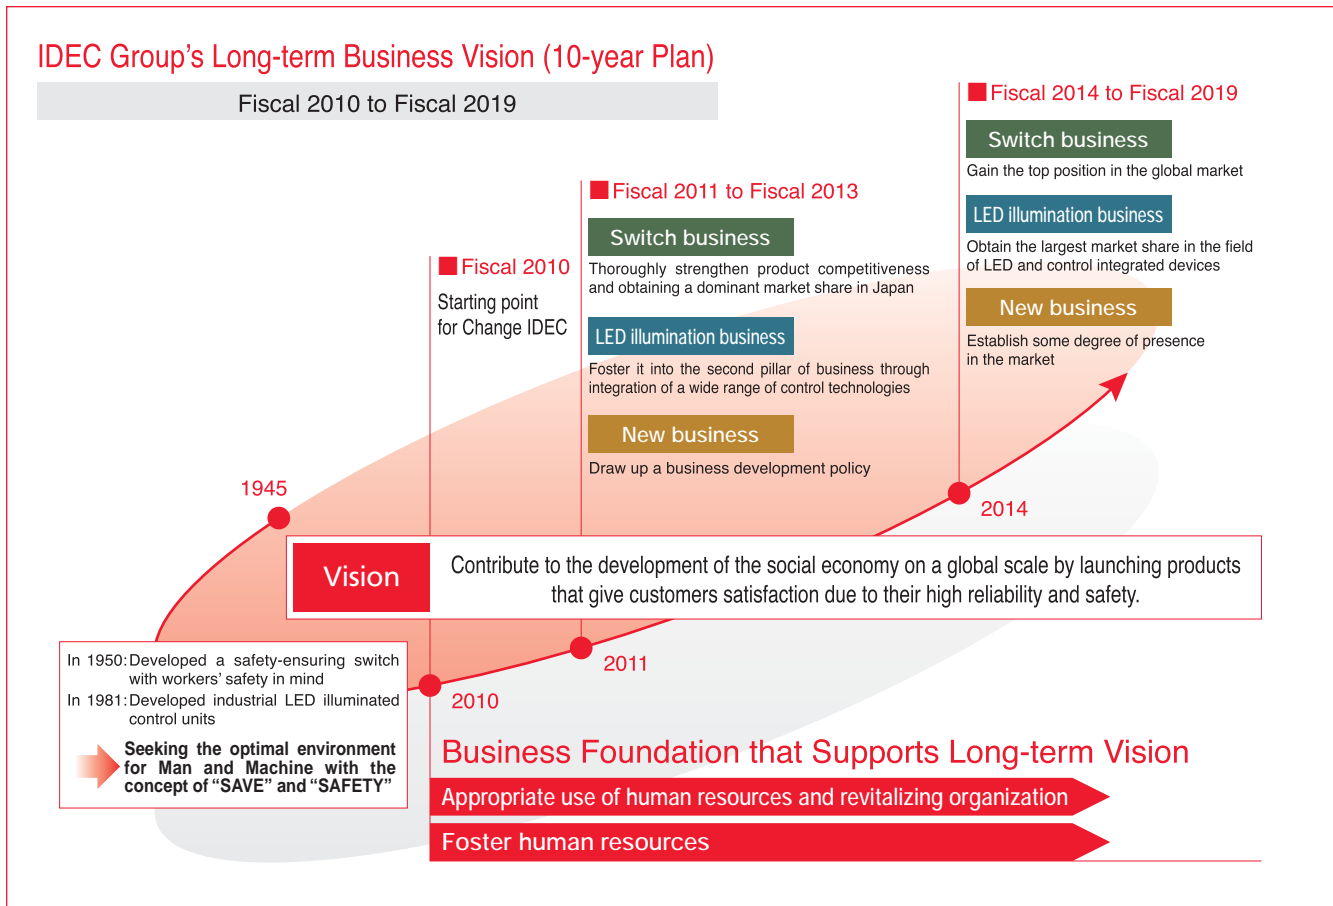 IDEC Group’s Long-term Business Vision (10-year Plan)
Fiscal 2010 to Fiscal 2019
■ Fiscal 2010
Starting point
for Change IDEC
■ Fiscal 2011 to Fiscal 2013
Switch business
Thoroughly strengthen product competitiveness
and obtaining a dominant market share in Japan
LED illumination business
Foster it into the second pillar of business through
integration of a wide range of control technologies
New business
Draw up a business development policy
■ Fiscal 2014 to Fiscal 2019
Switch business
Gain the top position in the global market
LED illumination business
Obtain the largest market share in the field
of LED and control integrated devices
New business
Establish some degree of presence
in the market
1945
2014
Vision
Contribute to the development of the social economy on a global scale by launching products
that give customers satisfaction due to their high reliability and safety.
2011
2010
In 1950: Developed a safety-ensuring switch
with workers’ safety in mind
In 1981: Developed industrial LED illuminated
control units
Seeking the optimal environment
for Man and Machine with the
concept of “SAVE” and “SAFETY”
Business Foundation that Supports Long-term Vision
Appropriate use of human resources and revitalizing organization
Foster human resources